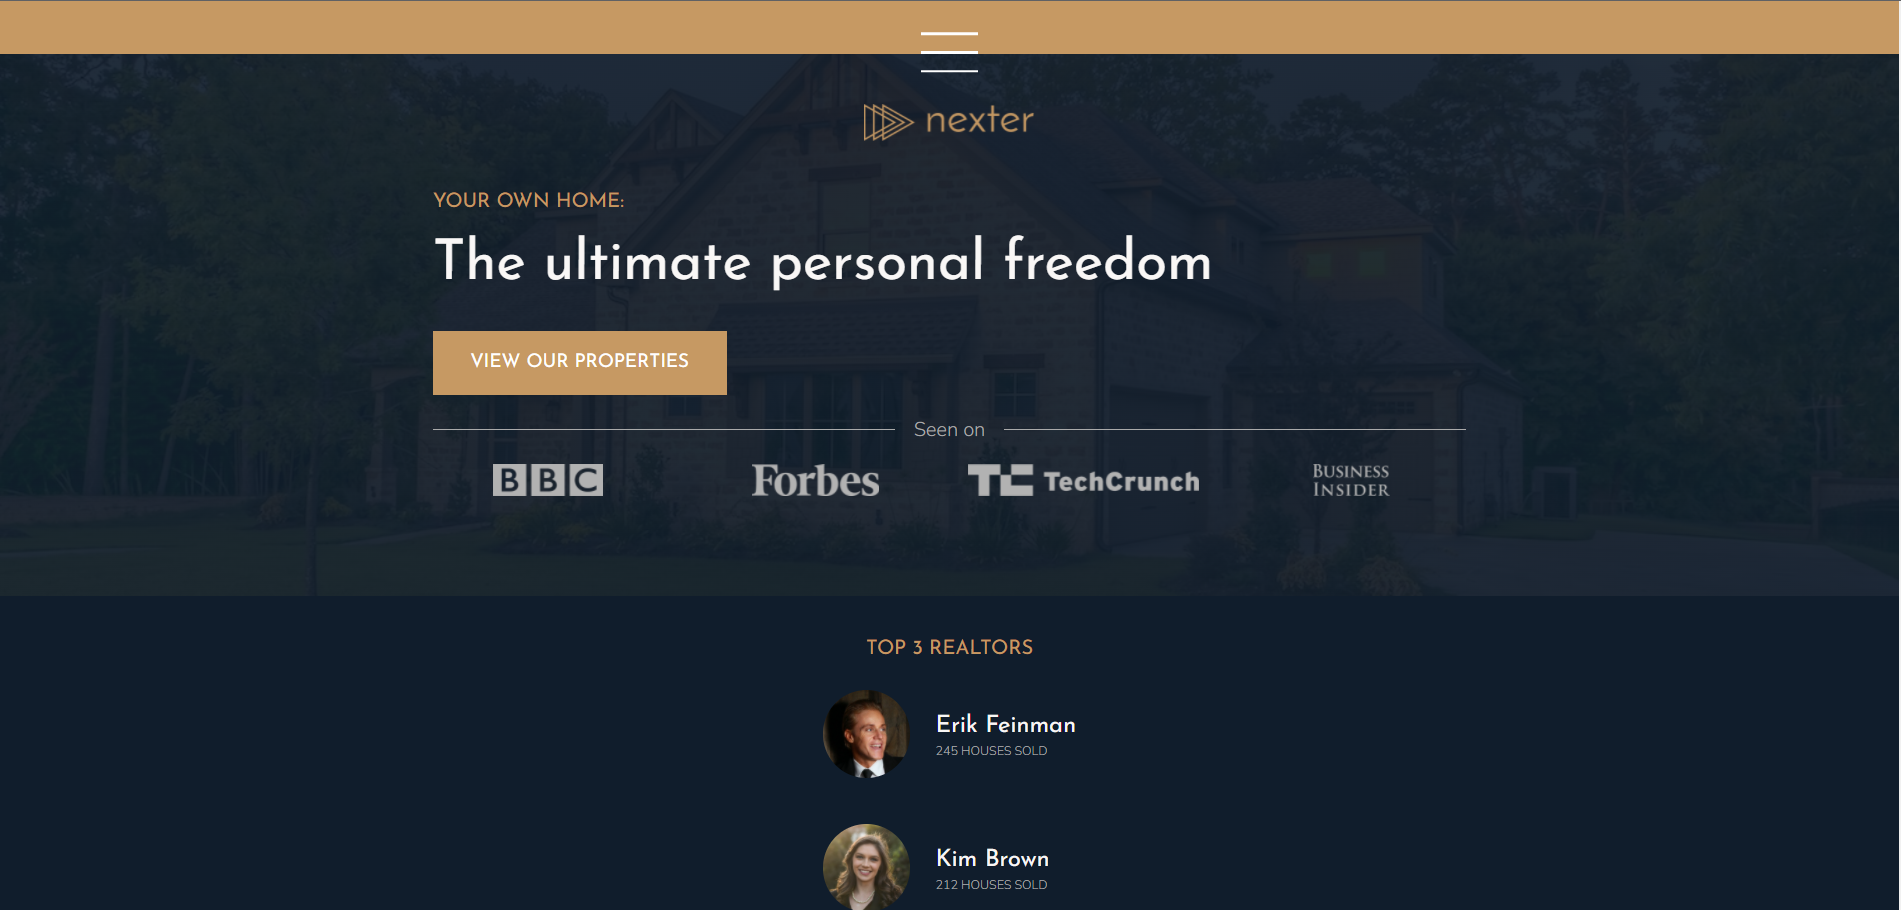 nexter
YOUR OWN HOME:
The ultimate personal freedom
VIEW OUR PROPERTIES
Seen on
BBC
Forbes
TC TechCrunch
BUSINESS
INSIDER
TOP 3 REALTORS
Erik Feinman
245 HOUSES SOLD
Kim Brown
212 HOUSES SOLD